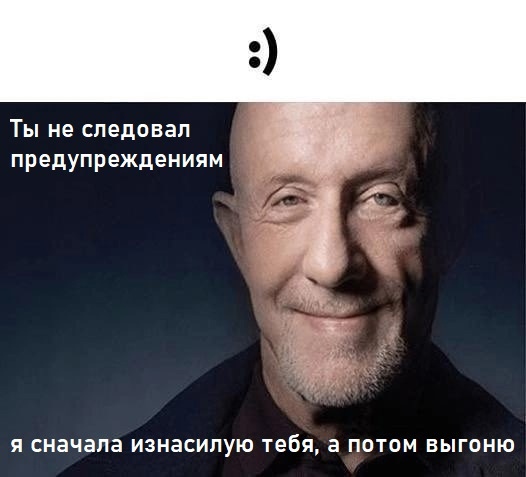 :)
Ты не следовал
предупреждениям
я сначала изнасилую тебя, а потом выгоню